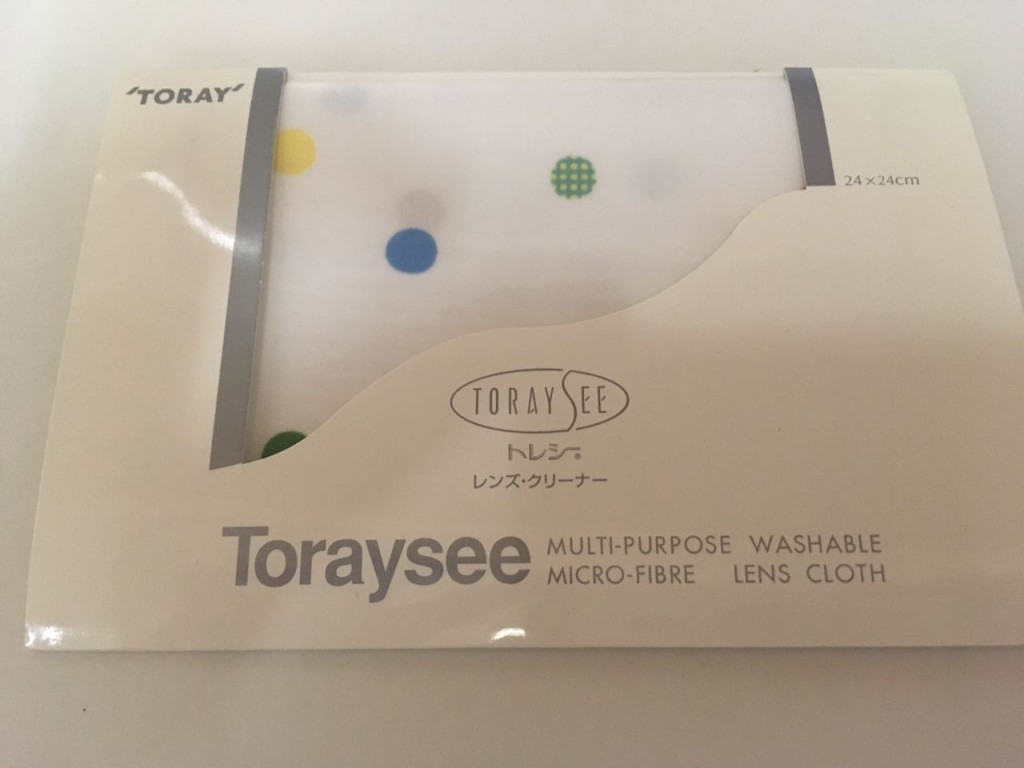 'TORAY'
24×24cm
TORAYSEE
トレシー®
レンズ・クリーナー
Toraysee MULTI-PURPOSE WASHABLE
MICRO-FIBRE LENS CLOTH